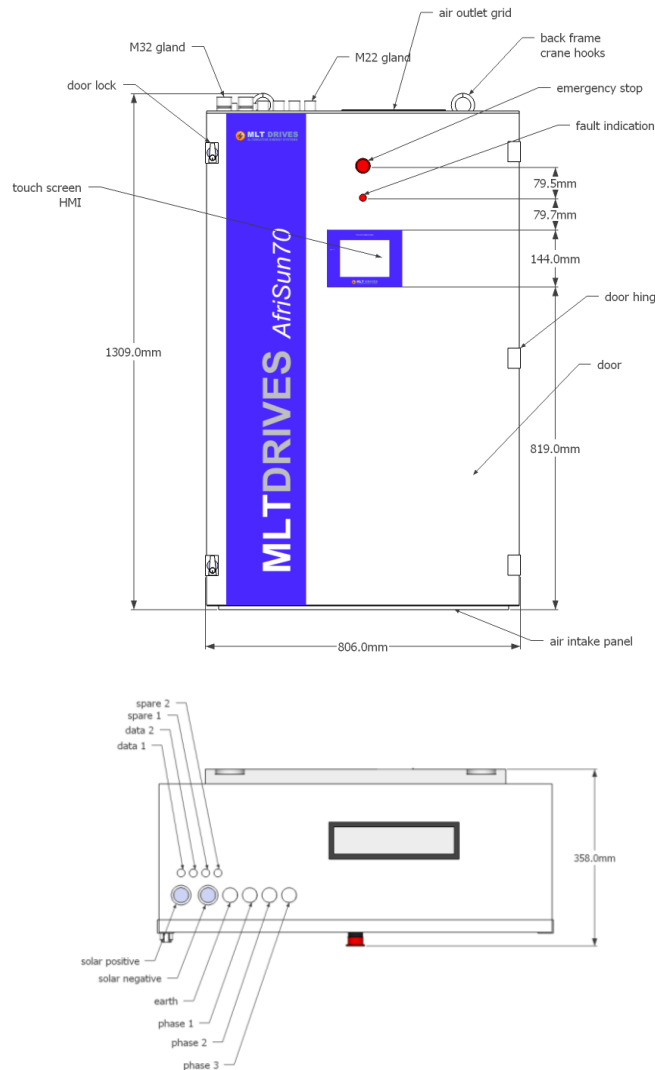 air outlet grid
M32 gland
M22 gland
back frame
crane hooks
door lock
emergency stop
fault indication
MLT DRIVES
79.5mm
touch screen
HMI
79.7mm
144.0mm
MLT DRIVES
door hing
1309.0mm
door
819.0mm
MLTDRIVES AfriSun70
air intake panel
806.0mm
spare 2
spare 1
data 2
data 1
358.0mm
solar positive
solar negative
earth
phase 1
phase 2
phase 3